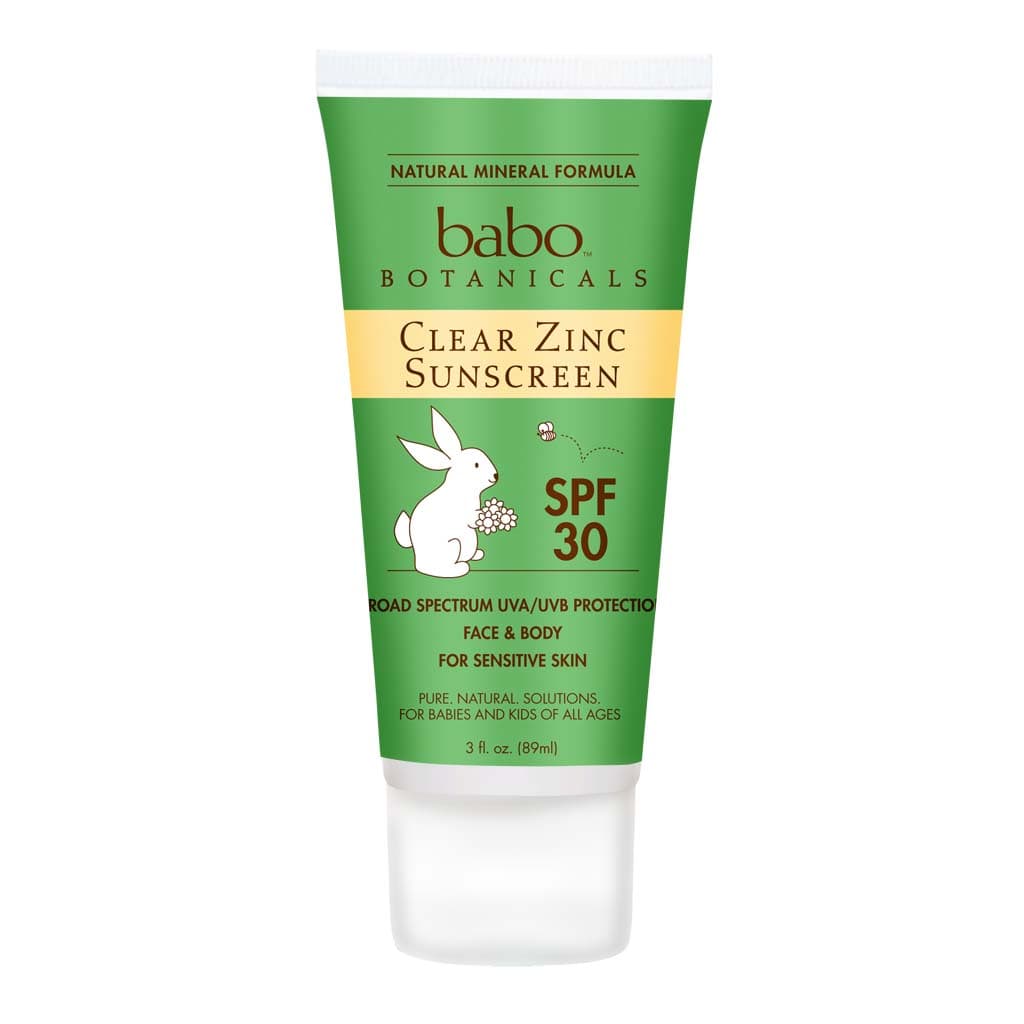 NATURAL MINERAL FORMULA
babo™
BOTANICALS
CLEAR ZINC
SUNSCREEN
SPF
30
ROAD SPECTRUM UVA/UVB PROTECTIO
FACE & BODY
FOR SENSITIVE SKIN
PURE. NATURAL. SOLUTIONS.
FOR BABIES AND KIDS OF ALL AGES
3 fl. oz. (89ml)